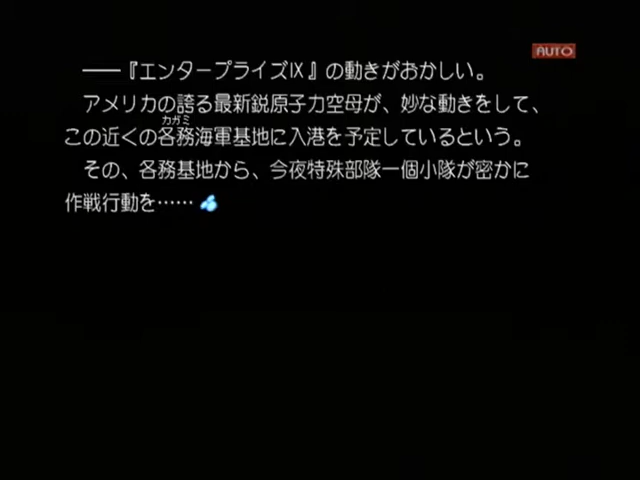 AUTO
――『エンタープライズⅨ』の動きがおかしい。
アメリカの誇る最新鋭原子力空母が、妙な動きをして、
カガミ
この近くの各務海軍基地に入港を予定しているという。
その、各務基地から、今夜特殊部隊一個小隊が密かに
作戦行動を……